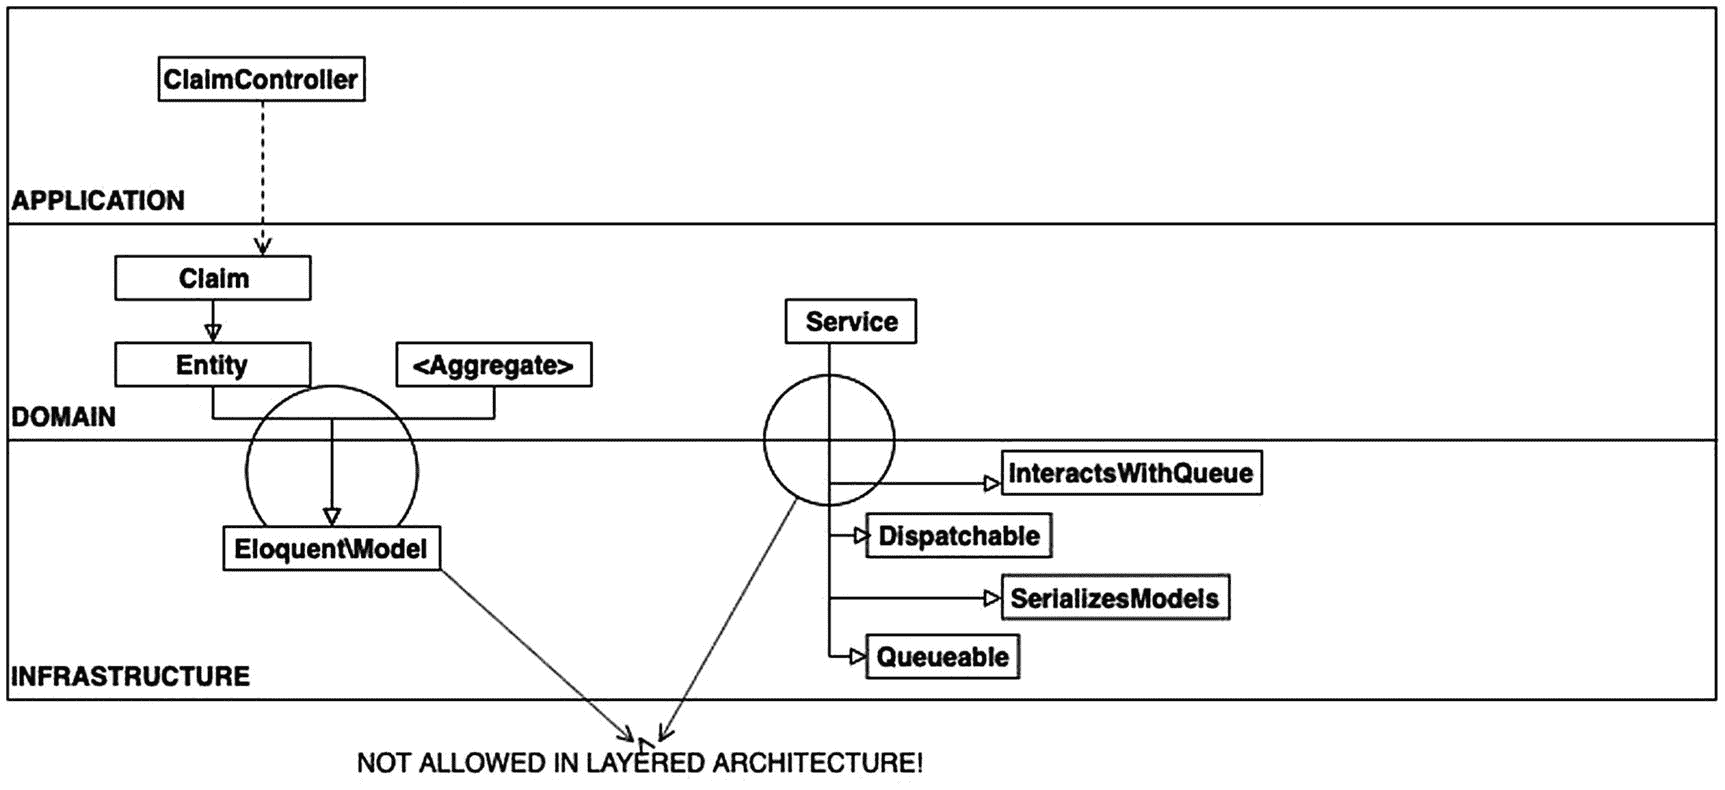 ClaimController
APPLICATION
Claim
Service
Entity
<Aggregate>
DOMAIN
InteractsWithQueue
Dispatchable
Eloquent\Model
SerializesModels
Queueable
INFRASTRUCTURE
NOT ALLOWED IN LAYERED ARCHITECTURE!